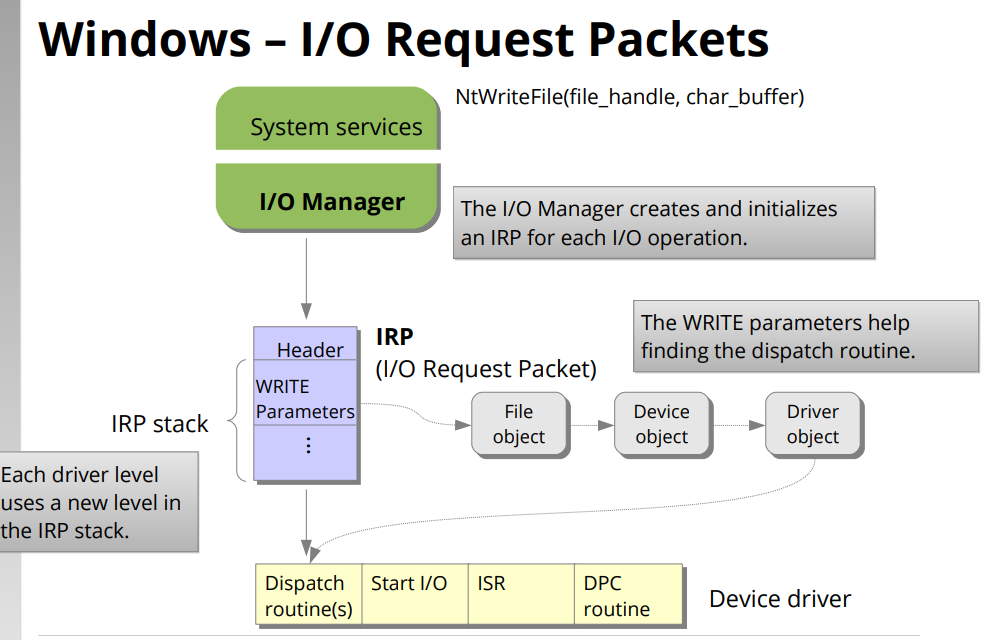 Windows – I/O Request Packets
NtWriteFile(file_handle, char_buffer)
System services
I/O Manager
The I/O Manager creates and initializes
an IRP for each I/O operation.
The WRITE parameters help
finding the dispatch routine.
IRP
(I/O Request Packet)
Header
WRITE
Parameters
⋮
IRP stack
File
object
Device
object
Driver
object
Each driver level
uses a new level in
the IRP stack.
Dispatch
routine(s)
Start I/O
ISR
DPC
routine
Device driver